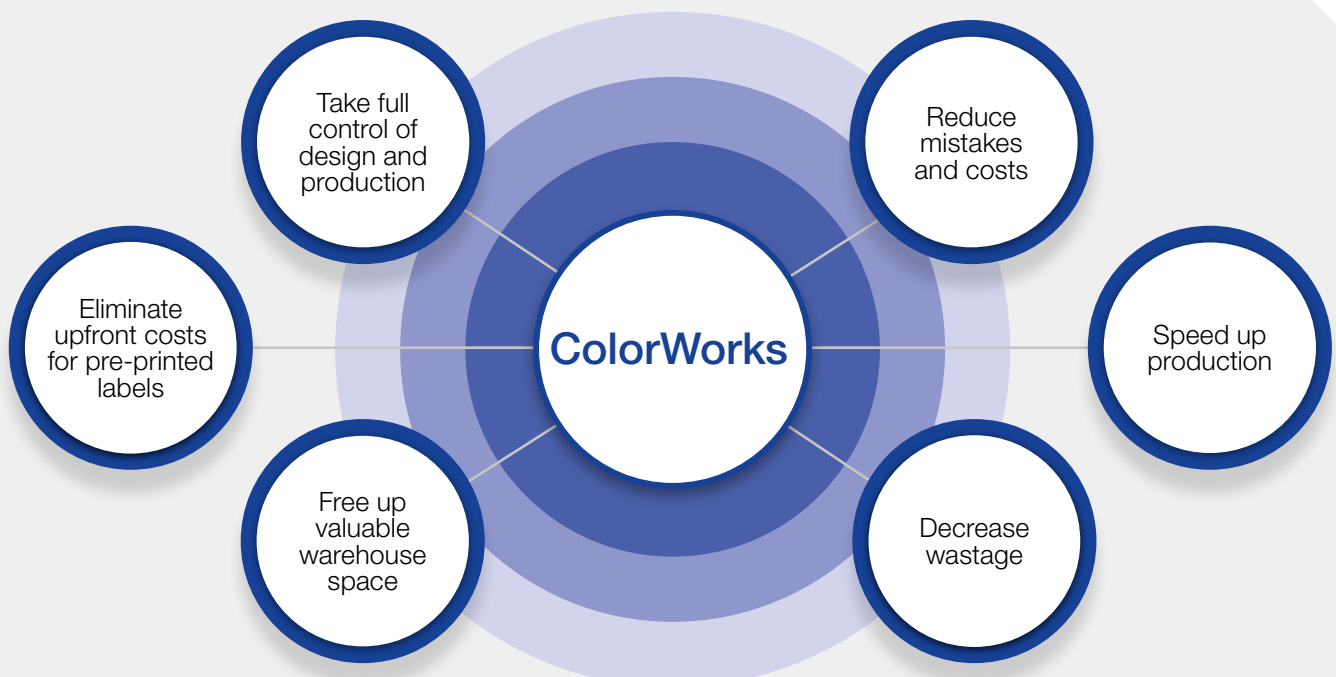 Take full
control of
design and
production
Reduce
mistakes
and costs
Eliminate
upfront costs
for pre-printed
labels
ColorWorks
Speed up
production
Free up
valuable
warehouse
space
Decrease
wastage